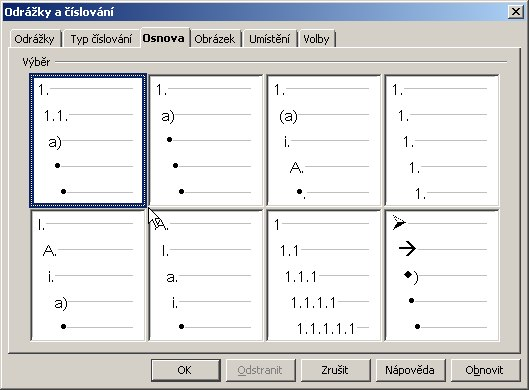 Odrážky a číslování
Odrážky Typ číslování Osnova Obrázek Umístění Volby
Výběr
1. 1. 1. 1.
1.1. a) (a) 1.
a) • i. 1.
• • A. 1.
• • •. 1.
I. A. 1 ➢
A. I. 1.1 →
i. a. 1.1.1 ◆)
a) i. 1.1.1.1 •
• • 1.1.1.1.1 •
OK Odstranit Zrušit Nápověda Obnovit